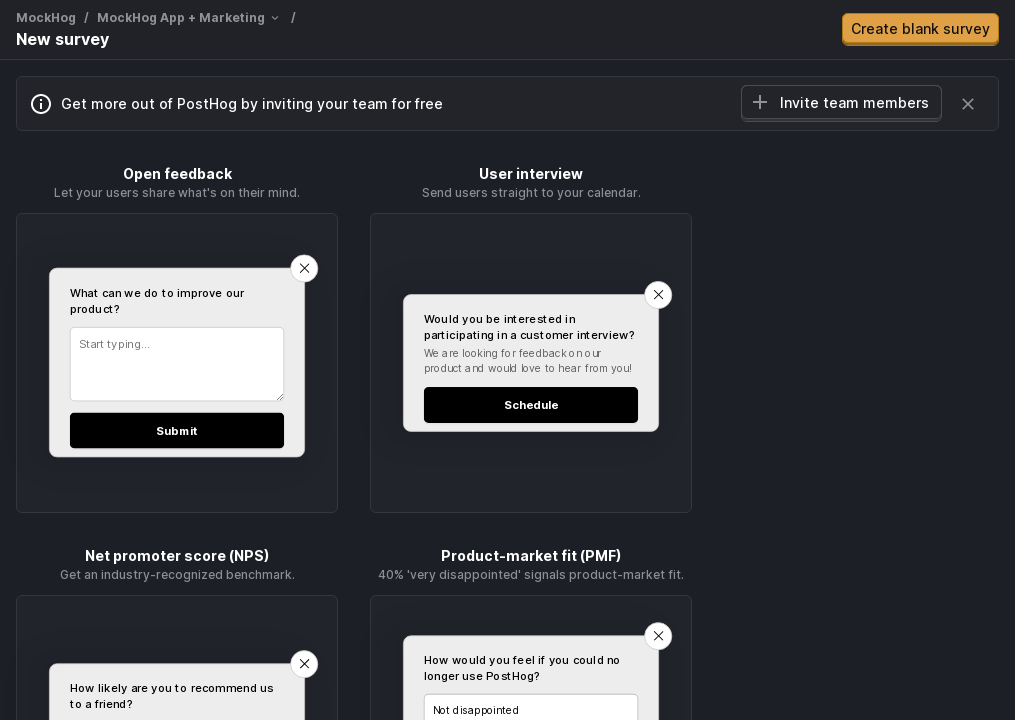 MockHog / MockHog App + Marketing /
New survey
Create blank survey
Get more out of PostHog by inviting your team for free
Invite team members
Open feedback
Let your users share what's on their mind.
What can we do to improve our
product?
Start typing...
Submit
User interview
Send users straight to your calendar.
Would you be interested in
participating in a customer interview?
We are looking for feedback on our
product and would love to hear from you!
Schedule
Net promoter score (NPS)
Get an industry-recognized benchmark.
How likely are you to recommend us
to a friend?
Product-market fit (PMF)
40% 'very disappointed' signals product-market fit.
How would you feel if you could no
longer use PostHog?
Not disappointed